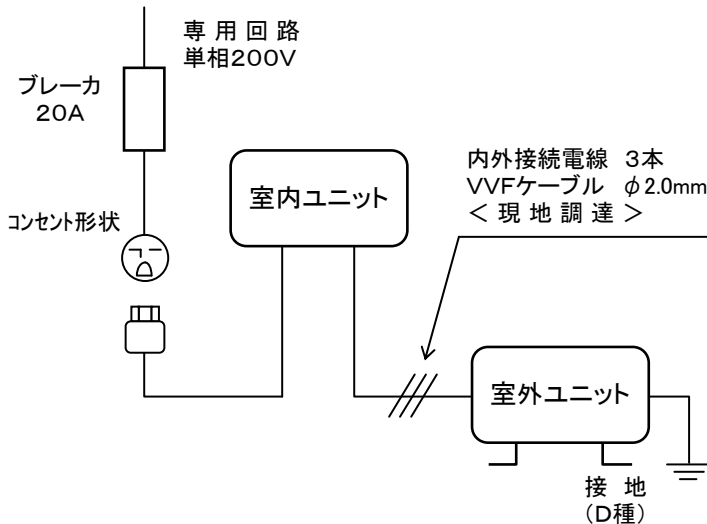 専用回路
単相200V
ブレーカ
20A
コンセント形状
室内ユニット
内外接続電線 3本
VVFケーブル φ2.0mm
<現地調達>
室外ユニット
接地
(D種)